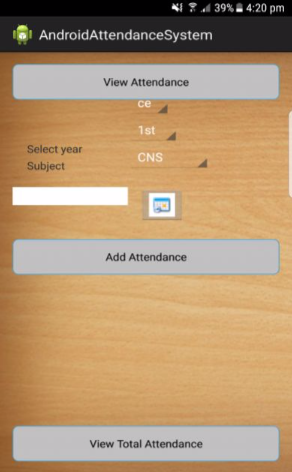 39% 4:20 pm
AndroidAttendanceSystem
View Attendance
ce
1st
Select year
CNS
Subject
Add Attendance
View Total Attendance